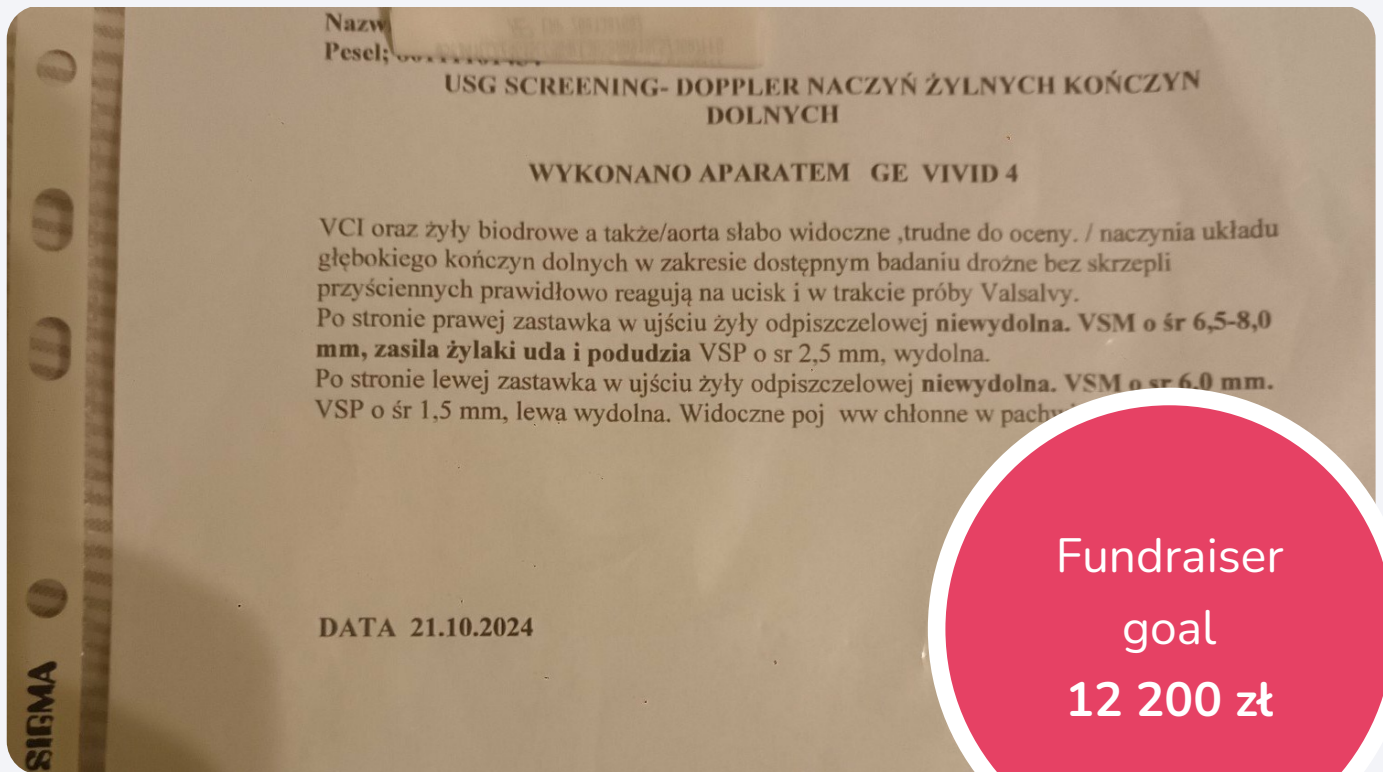 Nazw
Pesel;
USG SCREENING- DOPPLER NACZYŃ ŻYLNYCH KOŃCZYN
DOLNYCH
WYKONANO APARATEM GE VIVID 4
VCI oraz żyły biodrowe a także/aorta słabo widoczne ,trudne do oceny. / naczynia układu
głębokiego kończyn dolnych w zakresie dostępnym badaniu drożne bez skrzepli
przyściennych prawidłowo reagują na ucisk i w trakcie próby Valsalvy.
Po stronie prawej zastawka w ujściu żyły odpiszczelowej niewydolna. VSM o śr 6,5-8,0
mm, zasila żylaki uda i podudzia VSP o sr 2,5 mm, wydolna.
Po stronie lewej zastawka w ujściu żyły odpiszczelowej niewydolna. VSM o sr 6,0 mm.
VSP o śr 1,5 mm, lewa wydolna. Widoczne poj ww chłonne w
DATA 21.10.2024
SIGMA
Fundraiser
goal
12 200 zł